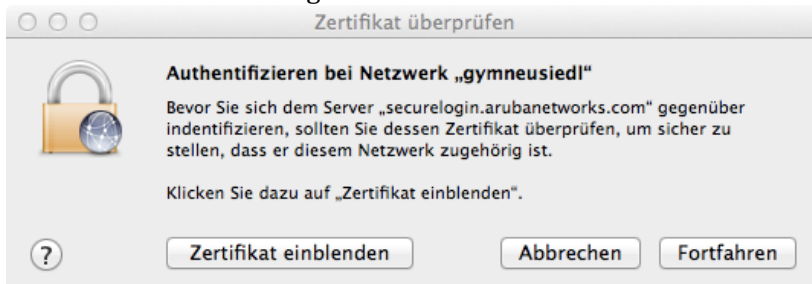 Zertifikat überprüfen
Authentifizieren bei Netzwerk „gymneusiedl“
Bevor Sie sich dem Server „securelogin.arubanetworks.com“ gegenüber
indentifizieren, sollten Sie dessen Zertifikat überprüfen, um sicher zu
stellen, dass er diesem Netzwerk zugehörig ist.
Klicken Sie dazu auf „Zertifikat einblenden“.
? Zertifikat einblenden Abbrechen Fortfahren